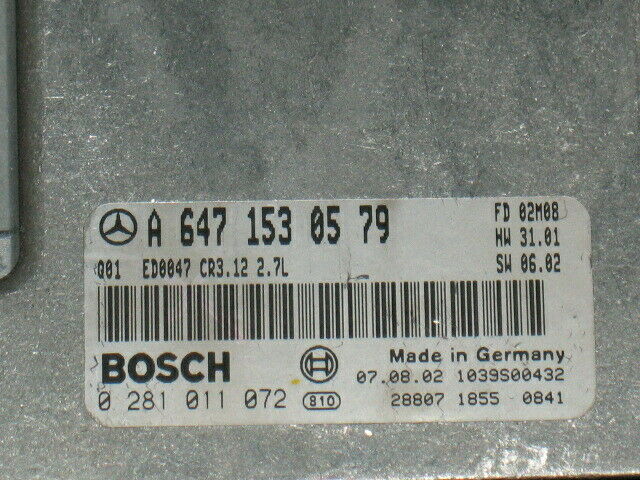 A 647 153 05 79
FD 02M08
HW 31.01
Q01 ED0047 CR3.12 2.7L
SW 06.02
BOSCH
Made in Germany
07.08.02 1039S00432
0 281 011 072 810
28807 1855 0841